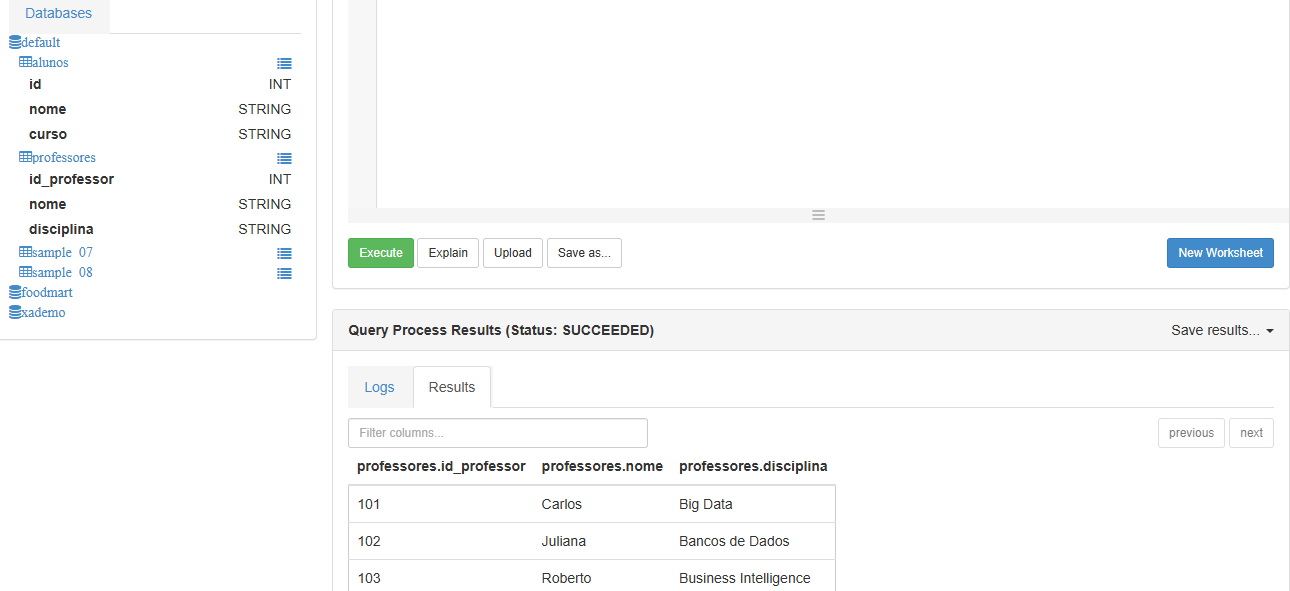 Databases
default
alunos
id INT
nome STRING
curso STRING
professores
id_professor INT
nome STRING
disciplina STRING
sample_07
sample_08
foodmart
xademo
Execute Explain Upload Save as... New Worksheet
Query Process Results (Status: SUCCEEDED) Save results...
Logs Results
Filter columns... previous next
professores.id_professor professores.nome professores.disciplina
101 Carlos Big Data
102 Juliana Bancos de Dados
103 Roberto Business Intelligence